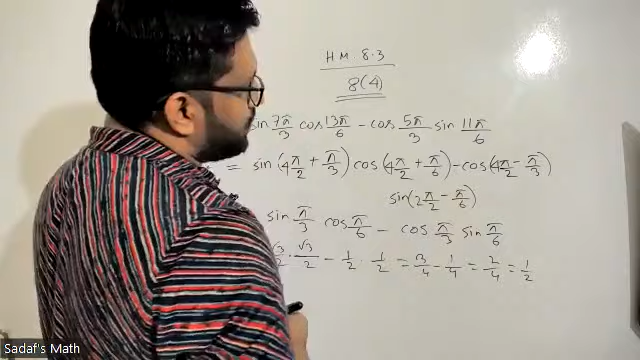 HM 8.3
8(4)
sin 7π/3 cos 13π/6 - cos 5π/3 sin 11π/6
= sin(4π/2 + π/3) cos(4π/2 + π/6) - cos(4π/2 - π/3)
sin(2π/2 - π/6)
sin π/3 cos π/6 - cos π/3 sin π/6
√3/2 · √3/2 - 1/2 · 1/2 = 3/4 - 1/4 = 2/4 = 1/2
Sadaf's Math